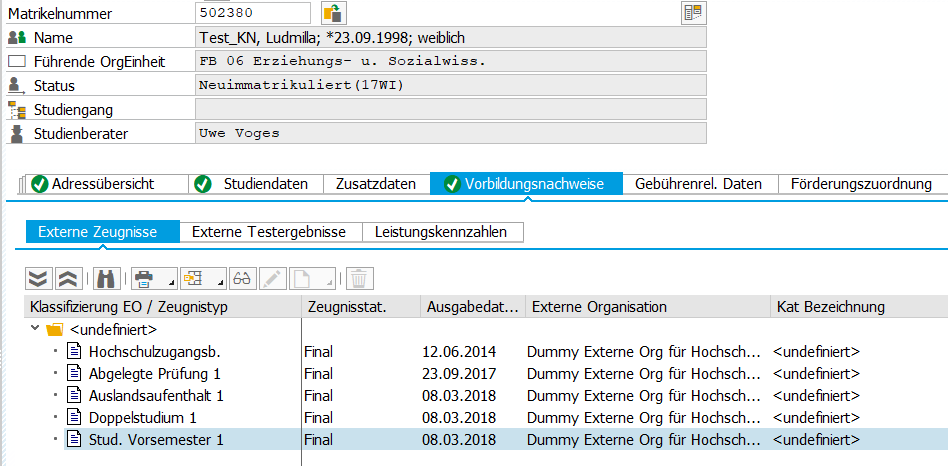 Matrikelnummer 502380
Name Test_KN, Ludmilla; *23.09.1998; weiblich
Führende OrgEinheit FB 06 Erziehungs- u. Sozialwiss.
Status Neuimmatrikuliert(17WI)
Studiengang
Studienberater Uwe Voges
Adressübersicht Studiendaten Zusatzdaten Vorbildungsnachweise Gebührenrel. Daten Förderungszuordnung
Externe Zeugnisse Externe Testergebnisse Leistungskennzahlen
Klassifizierung EO / Zeugnistyp Zeugnisstat. Ausgabedat... Externe Organisation Kat Bezeichnung
<undefiniert>
Hochschulzugangsb. Final 12.06.2014 Dummy Externe Org für Hochsch... <undefiniert>
Abgelegte Prüfung 1 Final 23.09.2017 Dummy Externe Org für Hochsch... <undefiniert>
Auslandsaufenthalt 1 Final 08.03.2018 Dummy Externe Org für Hochsch... <undefiniert>
Doppelstudium 1 Final 08.03.2018 Dummy Externe Org für Hochsch... <undefiniert>
Stud. Vorsemester 1 Final 08.03.2018 Dummy Externe Org für Hochsch... <undefiniert>